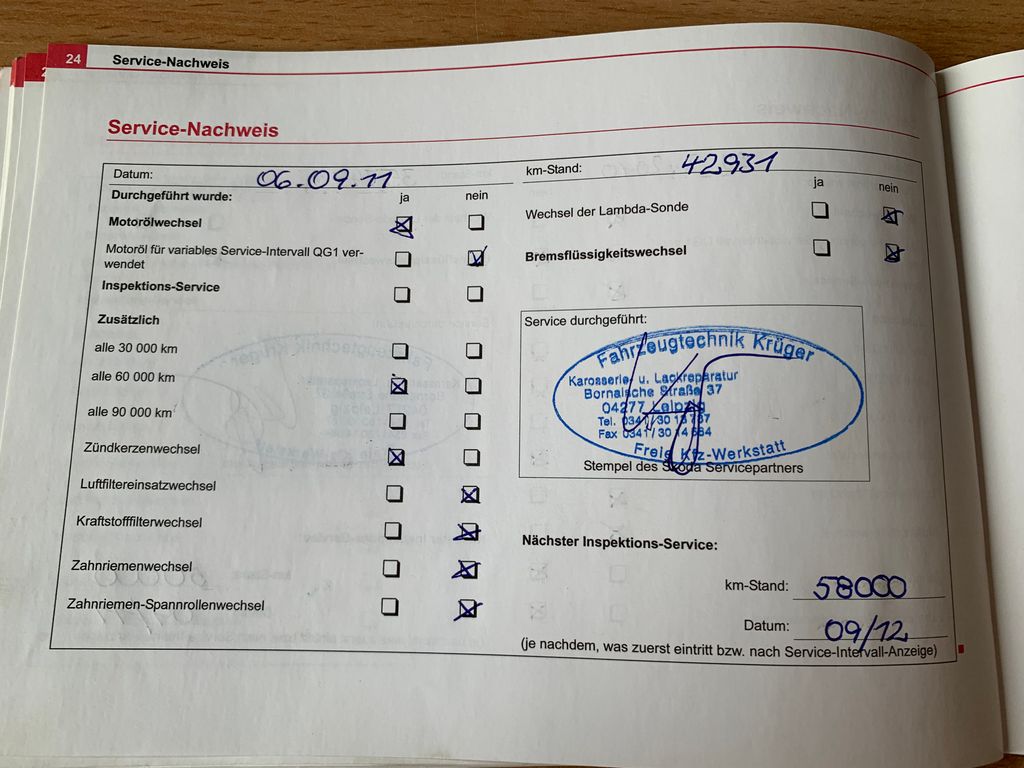 24 Service-Nachweis
Service-Nachweis
Datum: 06.09.11
km-Stand: 42931
Durchgeführt wurde: ja nein
ja nein
Motorölwechsel
Wechsel der Lambda-Sonde
Motoröl für variables Service-Intervall QG1 ver-
wendet
Bremsflüssigkeitswechsel
Inspektions-Service
Zusätzlich
alle 30 000 km
alle 60 000 km
alle 90 000 km
Zündkerzenwechsel
Luftfiltereinsatzwechsel
Kraftstofffilterwechsel
Zahnriemenwechsel
Zahnriemen-Spannrollenwechsel
Service durchgeführt:
Fahrzeugtechnik Krüger
Karosserie u. Lackreparatur
Bornaische Straße 37
04277 Leipzig
Tel. 0341/30
Fax 0341/30
Freie Kfz-Werkstatt
Stempel des Skoda Servicepartners
Nächster Inspektions-Service:
km-Stand: 58000
Datum: 09/12
(je nachdem, was zuerst eintritt bzw. nach Service-Intervall-Anzeige)